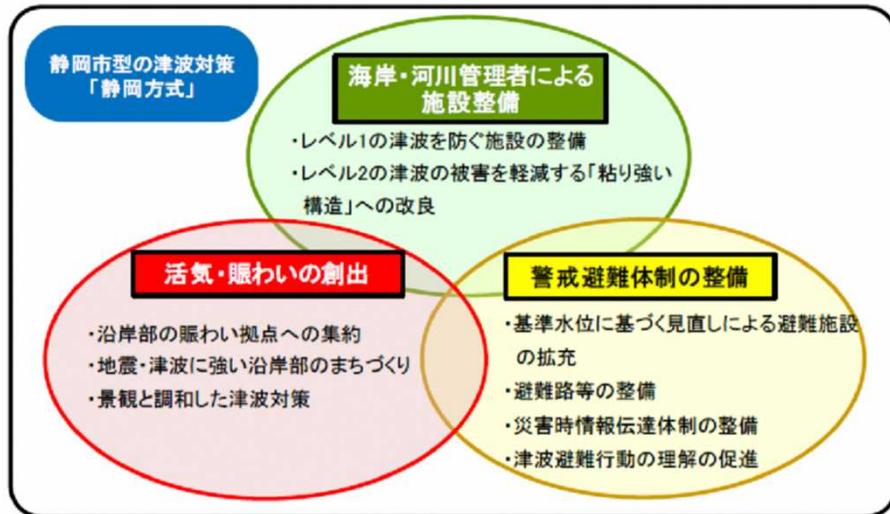 静岡市型の津波対策
「静岡方式」
海岸・河川管理者による
施設整備
・レベル1の津波を防ぐ施設の整備
・レベル2の津波の被害を軽減する「粘り強い
構造」への改良
活気・賑わいの創出
・沿岸部の賑わい拠点への集約
・地震・津波に強い沿岸部のまちづくり
・景観と調和した津波対策
警戒避難体制の整備
・基準水位に基づく見直しによる避難施設
の拡充
・避難路等の整備
・災害時情報伝達体制の整備
・津波避難行動の理解の促進